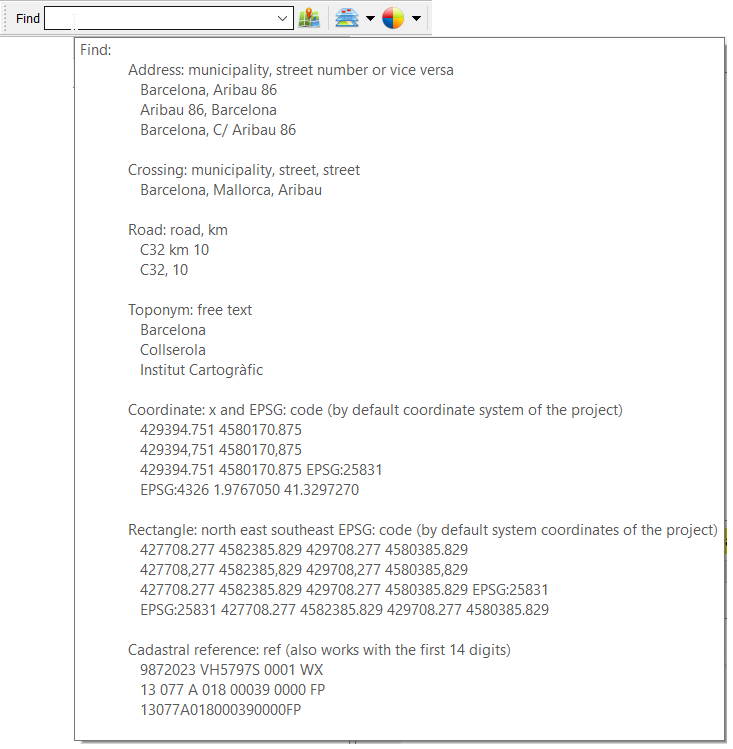 Find
Find:
Address: municipality, street number or vice versa
Barcelona, Aribau 86
Aribau 86, Barcelona
Barcelona, C/ Aribau 86
Crossing: municipality, street, street
Barcelona, Mallorca, Aribau
Road: road, km
C32 km 10
C32, 10
Toponym: free text
Barcelona
Collserola
Institut Cartogràfic
Coordinate: x and EPSG: code (by default coordinate system of the project)
429394.751 4580170.875
429394,751 4580170,875
429394.751 4580170.875 EPSG:25831
EPSG:4326 1.9767050 41.3297270
Rectangle: north east southeast EPSG: code (by default system coordinates of the project)
427708.277 4582385.829 429708.277 4580385.829
427708,277 4582385,829 429708,277 4580385,829
427708.277 4582385.829 429708.277 4580385.829 EPSG:25831
EPSG:25831 427708.277 4582385.829 429708.277 4580385.829
Cadastral reference: ref (also works with the first 14 digits)
9872023 VH5797S 0001 WX
13 077 A 018 00039 0000 FP
13077A018000390000FP